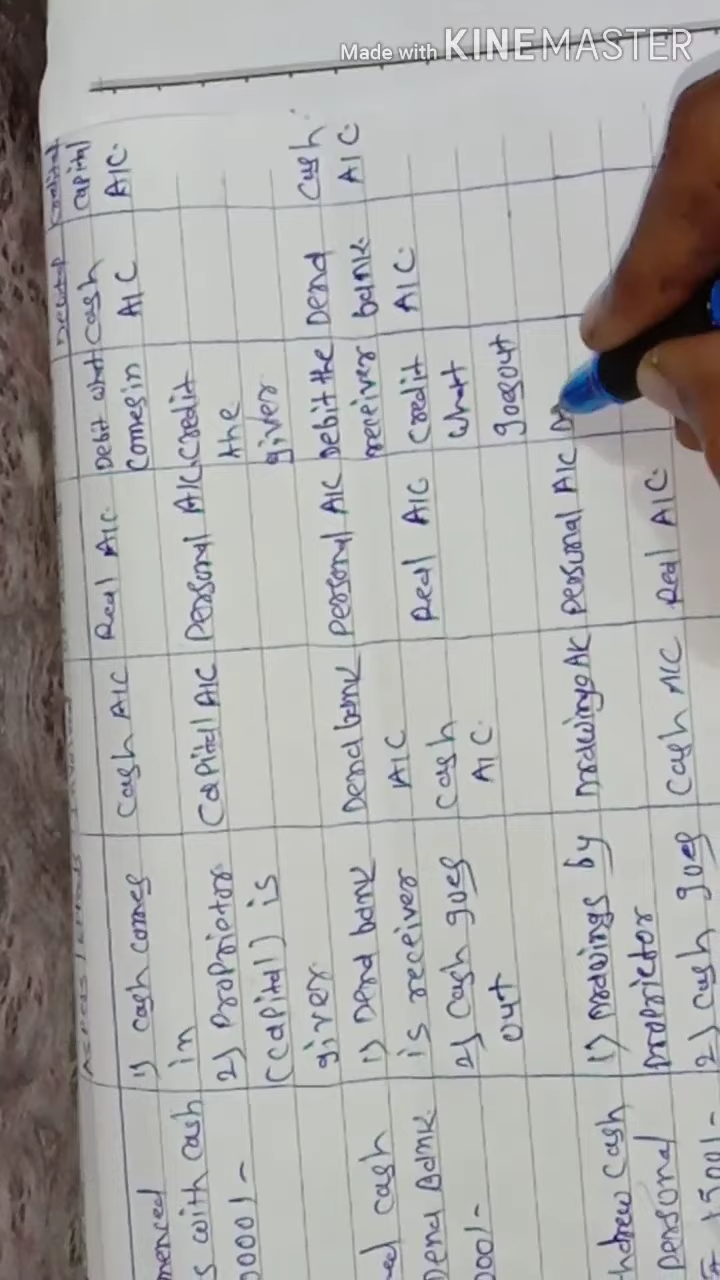 Made with KINEMASTER
menced
s with cash
0000/-
1) cash comes
in
2) proprietor
(capital) is
giver
cash A/C
capital A/C
Real A/C.
personal A/C.
Debit what
comes in
credit
the
giver
cash
A/C
credited
capital
A/C
cash
Dena Bank.
000/-
1) Dena bank
is receiver
2) cash goes
out
Dena bank
A/C
cash
A/C.
personal A/C
Real A/C
Debit the
receiver
credit
what
goes out
Dena
bank
A/C.
cash
A/C.
hdrew cash
personal
1) Drawings by
proprietor
2) cash goes
Drawings A/C
cash A/C
personal A/C
Real A/C.